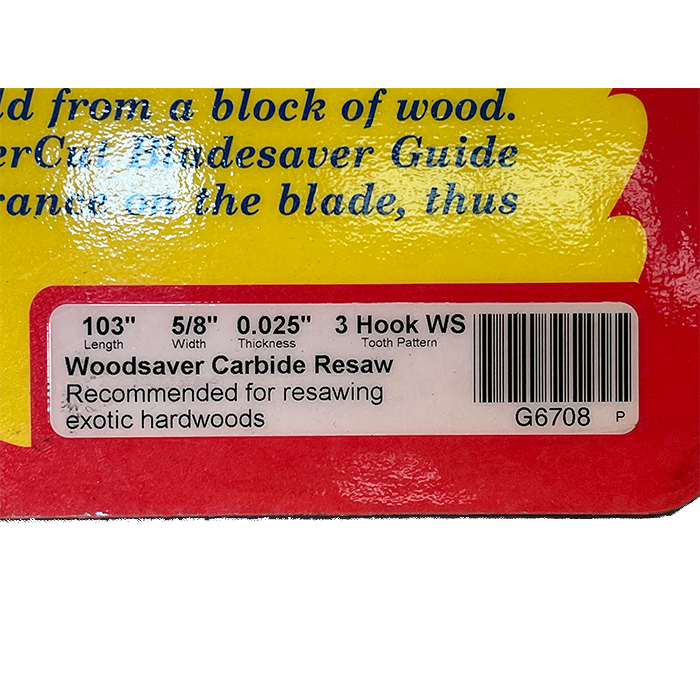 ld from a block of wood.
erCut Bladesaver Guide
rance on the blade, thus
103" 5/8" 0.025" 3 Hook WS
Length Width Thickness Tooth Pattern
Woodsaver Carbide Resaw
Recommended for resawing
exotic hardwoods
G6708 P